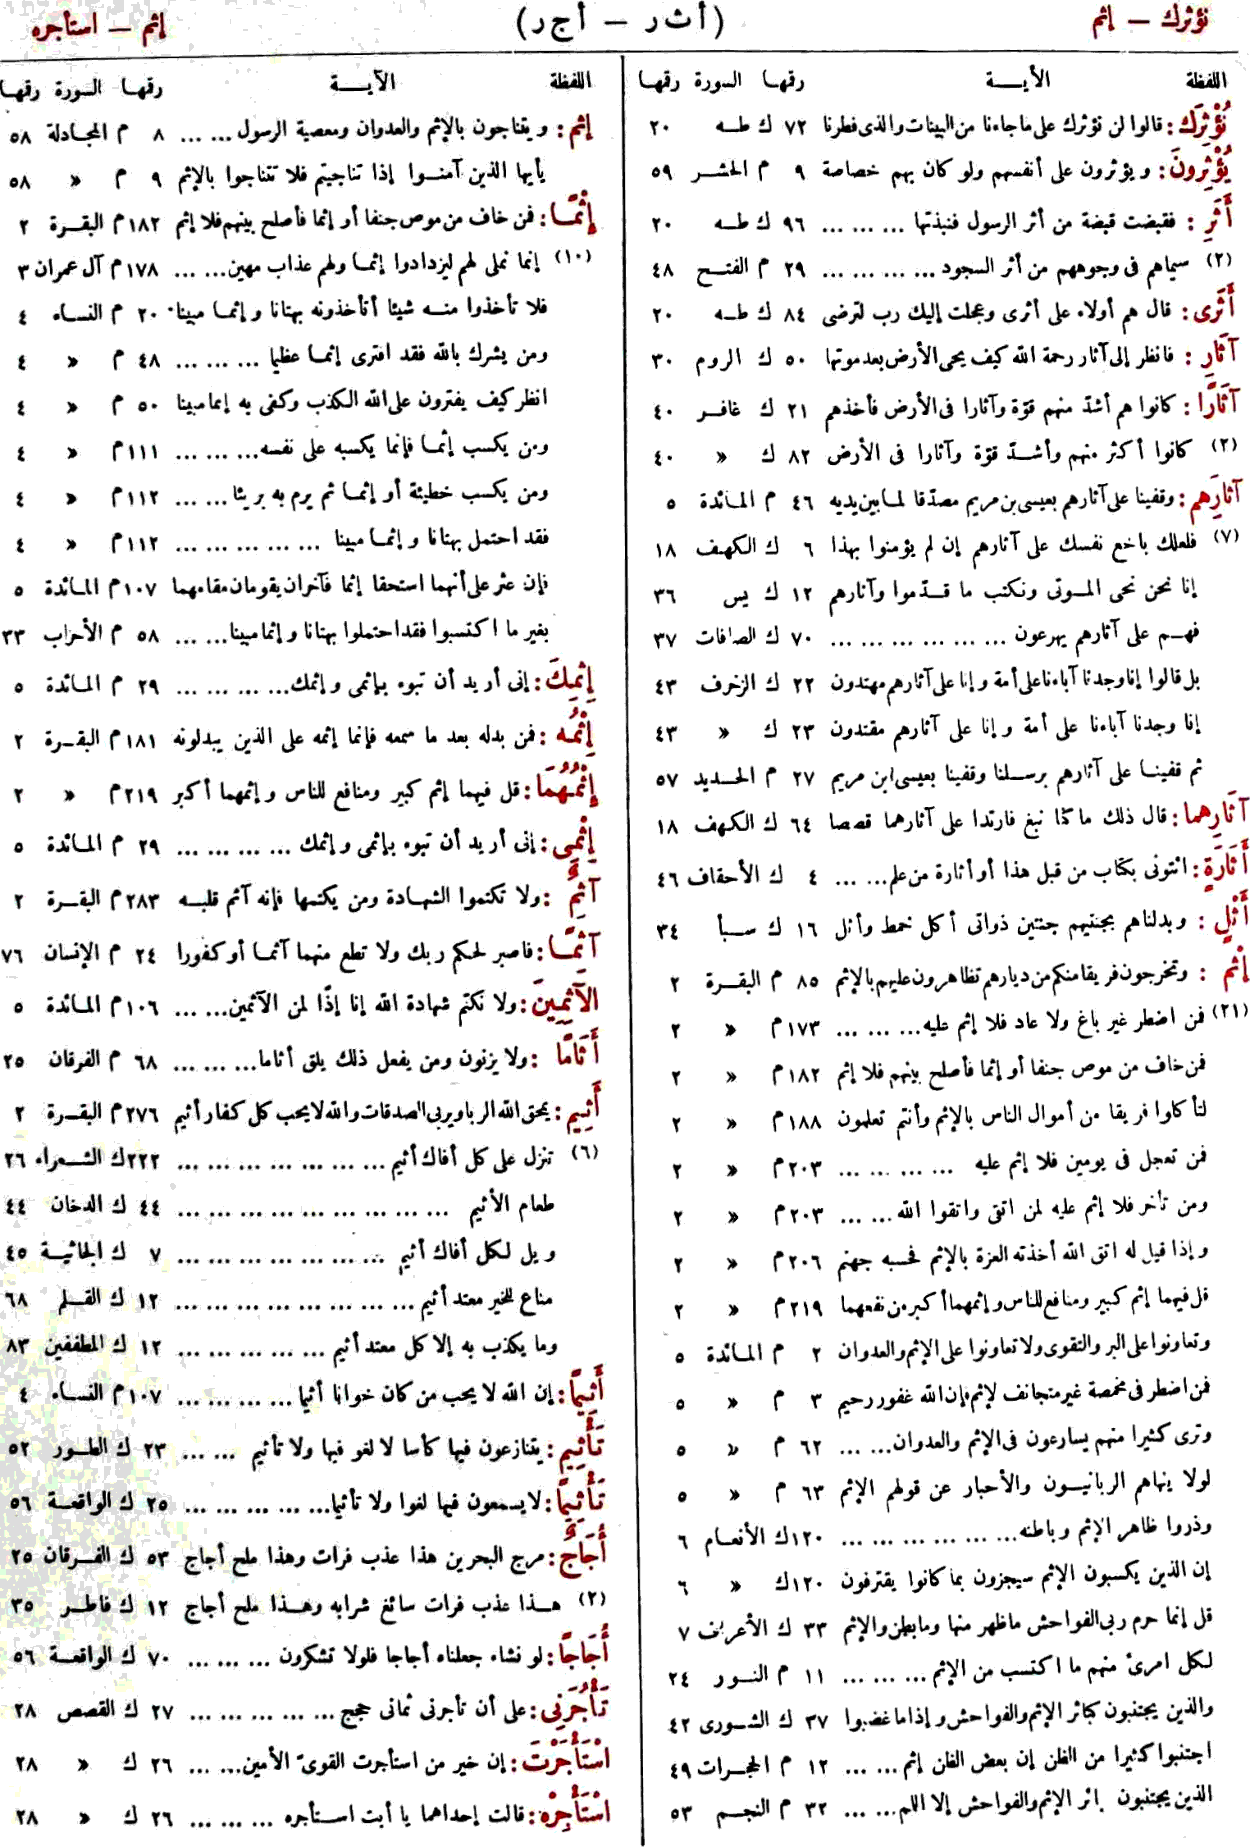 نؤثرك — إثم
(أثر — أجر)
إثم — استأجره
اللفظة الآية رقمها السورة رقمها
نُؤْثِرَكَ : قالوا لن نؤثرك على ما جاءنا من البينات والذى فطرنا ٧٢ ك طه ٢٠
يُؤْثِرُونَ : ويؤثرون على أنفسهم ولو كان بهم خصاصة ٩ م الحشر ٥٩
أَثَرِ : فقبضت قبضة من أثر الرسول فنبذتها ... ... ... ٩٦ ك طه ٢٠
(٢) سيماهم فى وجوههم من أثر السجود ... ... ... ... ٢٩ م الفتح ٤٨
أَثَرِى : قال هم أولاء على أثرى وعجلت إليك رب لترضى ٨٤ ك طه ٢٠
آثَارِ : فانظر إلى آثار رحمة الله كيف يحى الأرض بعد موتها ٥٠ ك الروم ٣٠
آثَارًا : كانوا هم أشدّ منهم قوّة وآثارا فى الأرض فأخذهم ٢١ ك غافر ٤٠
(٢) كانوا أكثر منهم وأشدّ قوّة وآثارا فى الأرض ٨٢ ك » ٤٠
آثارِهم : وقفينا على آثارهم بعيسى بن مريم مصدّقا لما بين يديه ٤٦ م المائدة ٥
(٧) فلعلك باخع نفسك على آثارهم إن لم يؤمنوا بهذا ٦ ك الكهف ١٨
إنا نحن نحى الموتى ونكتب ما قدّموا وآثارهم ١٢ ك يس ٣٦
فهم على آثارهم يهرعون ... ... ... ... ... ... ... ٧٠ ك الصافات ٣٧
بل قالوا إنا وجدنا آباءنا على أمة وإنا على آثارهم مهتدون ٢٢ ك الزخرف ٤٣
إنا وجدنا آباءنا على أمة وإنا على آثارهم مقتدون ٢٣ ك » ٤٣
ثم قفينا على آثارهم برسلنا وقفينا بعيسى ابن مريم ٢٧ م الحديد ٥٧
آثَارِهِما : قال ذلك ما كنّا نبغ فارتدا على آثارهما قصصا ٦٤ ك الكهف ١٨
أَثَارَةٍ : ائتونى بكتاب من قبل هذا أو أثارة من علم ... ... ٤ ك الأحقاف ٤٦
أَثْلٍ : وبدلناهم بجنتيهم جنتين ذواتى أكل خمط وأثل ١٦ ك سبأ ٣٤
إثْم : وتخرجون فريقا منكم من ديارهم تظاهرون عليهم بالإثم ٨٥ م البقرة ٢
(٢١) فمن اضطر غير باغ ولا عاد فلا إثم عليه ... ... ... ١٧٣ م » ٢
فمن خاف من موص جنفا أو إثما فأصلح بينهم فلا إثم ١٨٢ م » ٢
لتأكلوا فريقا من أموال الناس بالإثم وأنتم تعلمون ١٨٨ م » ٢
فمن تعجل فى يومين فلا إثم عليه ... ... ... ... ٢٠٣ م » ٢
ومن تأخر فلا إثم عليه لمن اتقى واتقوا الله ... ... ٢٠٣ م » ٢
وإذا قيل له اتق الله أخذته العزة بالإثم فحسبه جهنم ٢٠٦ م » ٢
قل فيهما إثم كبير ومنافع للناس وإثمهما أكبر من نفعهما ٢١٩ م » ٢
وتعاونوا على البر والتقوى ولا تعاونوا على الإثم والعدوان ٢ م المائدة ٥
فمن اضطر فى مخمصة غير متجانف لإثم فإن الله غفور رحيم ٣ م » ٥
وترى كثيرا منهم يسارعون فى الإثم والعدوان ... ... ٦٢ م » ٥
لولا ينهاهم الربانيون والأحبار عن قولهم الإثم ٦٣ م » ٥
وذروا ظاهر الإثم وباطنه ... ... ... ... ... ... ١٢٠ ك الأنعام ٦
إن الذين يكسبون الإثم سيجزون بما كانوا يقترفون ١٢٠ ك » ٦
قل إنما حرم ربى الفواحش ما ظهر منها وما بطن والإثم ٣٣ ك الأعراف ٧
لكل امرئ منهم ما اكتسب من الإثم ... ... ... ١١ م النور ٢٤
والذين يجتنبون كبائر الإثم والفواحش وإذا ما غضبوا ٣٧ ك الشورى ٤٢
اجتنبوا كثيرا من الظن إن بعض الظن إثم ... ... ١٢ م الحجرات ٤٩
الذين يجتنبون بائر الإثم والفواحش إلا اللم ... ... ٣٢ م النجم ٥٣
اللفظة الآية رقمها السورة رقمها
إثم : ويتناجون بالإثم والعدوان ومعصية الرسول ... ... ٨ م المجادلة ٥٨
يأيها الذين آمنوا إذا تناجيتم فلا تتناجوا بالإثم ٩ م » ٥٨
إثْمًا : فمن خاف من موص جنفا أو إثما فأصلح بينهم فلا إثم ١٨٢ م البقرة ٢
(١٠) إنما نملى لهم ليزدادوا إثما ولهم عذاب مهين ... ... ١٧٨ م آل عمران ٣
فلا تأخذوا منه شيئا أتأخذونه بهتانا وإثما مبينا ٢٠ م النساء ٤
ومن يشرك بالله فقد افترى إثما عظيما ... ... ... ٤٨ م » ٤
انظر كيف يفترون على الله الكذب وكفى به إثما مبينا ٥٠ م » ٤
ومن يكسب إثما فإنما يكسبه على نفسه ... ... ... ١١١ م » ٤
ومن يكسب خطيئة أو إثما ثم يرم به بريئا ... ... ١١٢ م » ٤
فقد احتمل بهتانا وإثما مبينا ... ... ... ... ... ... ١١٢ م » ٤
فإن عثر على أنهما استحقا إثما فآخران يقومان مقامهما ١٠٧ م المائدة ٥
بغير ما اكتسبوا فقد احتملوا بهتانا وإثما مبينا ... ... ٥٨ م الأحزاب ٣٣
إثْمِكَ : إنى أريد أن تبوء بإثمى وإثمك ... ... ... ... ٢٩ م المائدة ٥
إثْمُه : فمن بدله بعد ما سمعه فإنما إثمه على الذين يبدلونه ١٨١ م البقرة ٢
إثْمُهُمَا : قل فيهما إثم كبير ومنافع للناس وإثمهما أكبر ٢١٩ م » ٢
إثْمِى : إنى أريد أن تبوء بإثمى وإثمك ... ... ... ... ٢٩ م المائدة ٥
آثِمٌ : ولا تكتموا الشهادة ومن يكتمها فإنه آثم قلبه ٢٨٣ م البقرة ٢
آثمًا : فاصبر لحكم ربك ولا تطع منهما آثما أو كفورا ٢٤ م الإنسان ٧٦
الآثِمِينَ : ولا نكتم شهادة الله إنا إذًا لمن الآثمين ... ... ١٠٦ م المائدة ٥
أَثَامًا : ولا يزنون ومن يفعل ذلك يلق أثاما ... ... ... ٦٨ م الفرقان ٢٥
أَثِيم : يمحق الله الربا ويربى الصدقات والله لا يحب كل كفار أثيم ٢٧٦ م البقرة ٢
(٦) تنزل على كل أفاك أثيم ... ... ... ... ... ... ... ٢٢٢ ك الشعراء ٢٦
طعام الأثيم ... ... ... ... ... ... ... ... ... ٤٤ ك الدخان ٤٤
ويل لكل أفاك أثيم ... ... ... ... ... ... ... ٧ ك الجاثية ٤٥
مناع للخير معتد أثيم ... ... ... ... ... ... ... ... ١٢ ك القلم ٦٨
وما يكذب به إلا كل معتد أثيم ... ... ... ... ... ١٢ ك المطففين ٨٣
أَثِيمًا : إن الله لا يحب من كان خوانا أثيما ... ... ... ... ١٠٧ م النساء ٤
تَأْثِيم : يتنازعون فيها كأسا لا لغو فيها ولا تأثيم ... ... ٢٣ ك الطور ٥٢
تَأْثِيمًا : لا يسمعون فيها لغوا ولا تأثيما ... ... ... ... ... ٢٥ ك الواقعة ٥٦
أُجَاجٌ : مرج البحرين هذا عذب فرات وهذا ملح أجاج ٥٣ ك الفرقان ٢٥
(٢) هذا عذب فرات سائغ شرابه وهذا ملح أجاج ١٢ ك فاطر ٣٥
أُجَاجًا : لو نشاء جعلناه أجاجا فلولا تشكرون ... ... ... ٧٠ ك الواقعة ٥٦
تَأْجُرَنِى : على أن تأجرنى ثمانى حجج ... ... ... ... ... ٢٧ ك القصص ٢٨
اسْتَأْجَرْتَ : إن خير من استأجرت القوىّ الأمين ... ... ٢٦ ك » ٢٨
اسْتَأْجِرْه : قالت إحداهما يا أبت استأجره ... ... ... ٢٦ ك » ٢٨